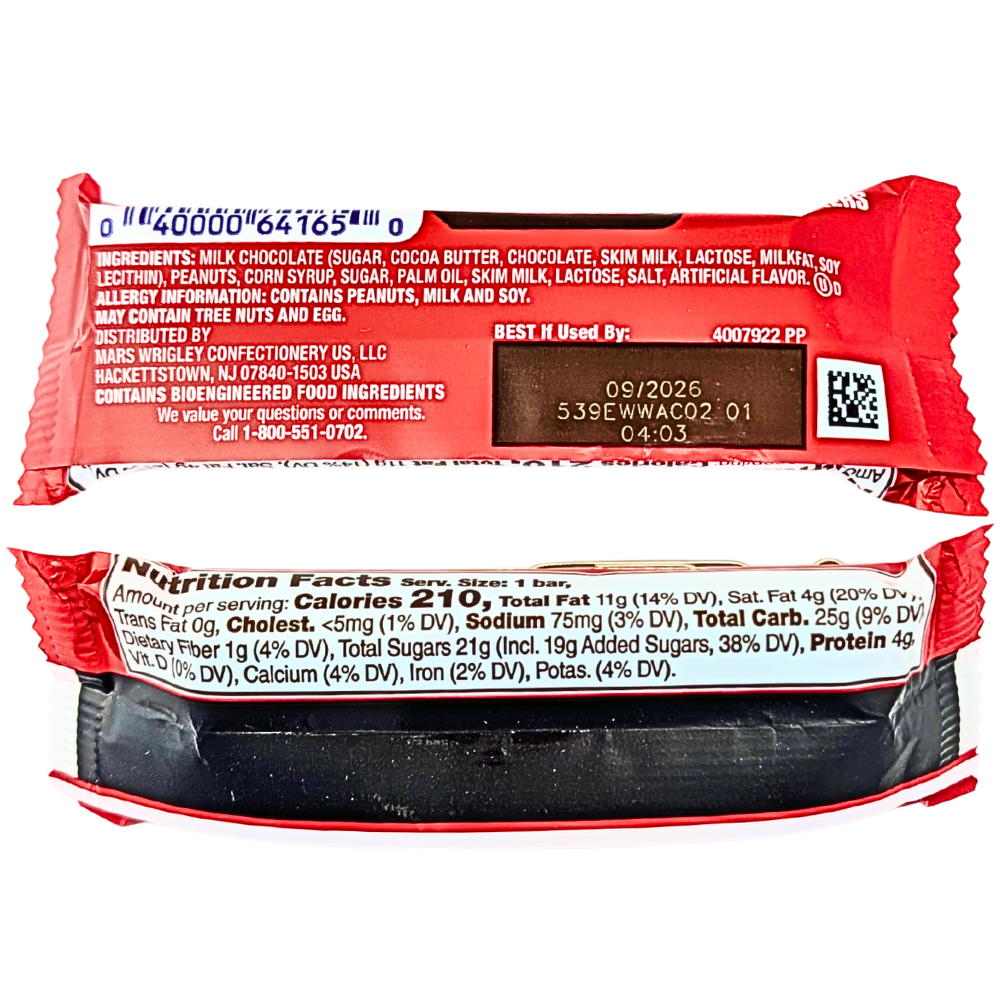 ERS
0 40000 64165 0
INGREDIENTS: MILK CHOCOLATE (SUGAR, COCOA BUTTER, CHOCOLATE, SKIM MILK, LACTOSE, MILKFAT, SOY
LECITHIN), PEANUTS, CORN SYRUP, SUGAR, PALM OIL, SKIM MILK, LACTOSE, SALT, ARTIFICIAL FLAVOR. U D
ALLERGY INFORMATION: CONTAINS PEANUTS, MILK AND SOY.
MAY CONTAIN TREE NUTS AND EGG.
DISTRIBUTED BY
MARS WRIGLEY CONFECTIONERY US, LLC
HACKETTSTOWN, NJ 07840-1503 USA
CONTAINS BIOENGINEERED FOOD INGREDIENTS
We value your questions or comments.
Call 1-800-551-0702.
BEST If Used By: 4007922 PP
09/2026
539EWWAC02 01
04:03
Nutrition Facts Serv. Size: 1 bar,
Amount per serving: Calories 210, Total Fat 11g (14% DV), Sat. Fat 4g (20% DV),
Trans Fat 0g, Cholest. <5mg (1% DV), Sodium 75mg (3% DV), Total Carb. 25g (9% DV)
Dietary Fiber 1g (4% DV), Total Sugars 21g (Incl. 19g Added Sugars, 38% DV), Protein 4g,
Vit. D (0% DV), Calcium (4% DV), Iron (2% DV), Potas. (4% DV).